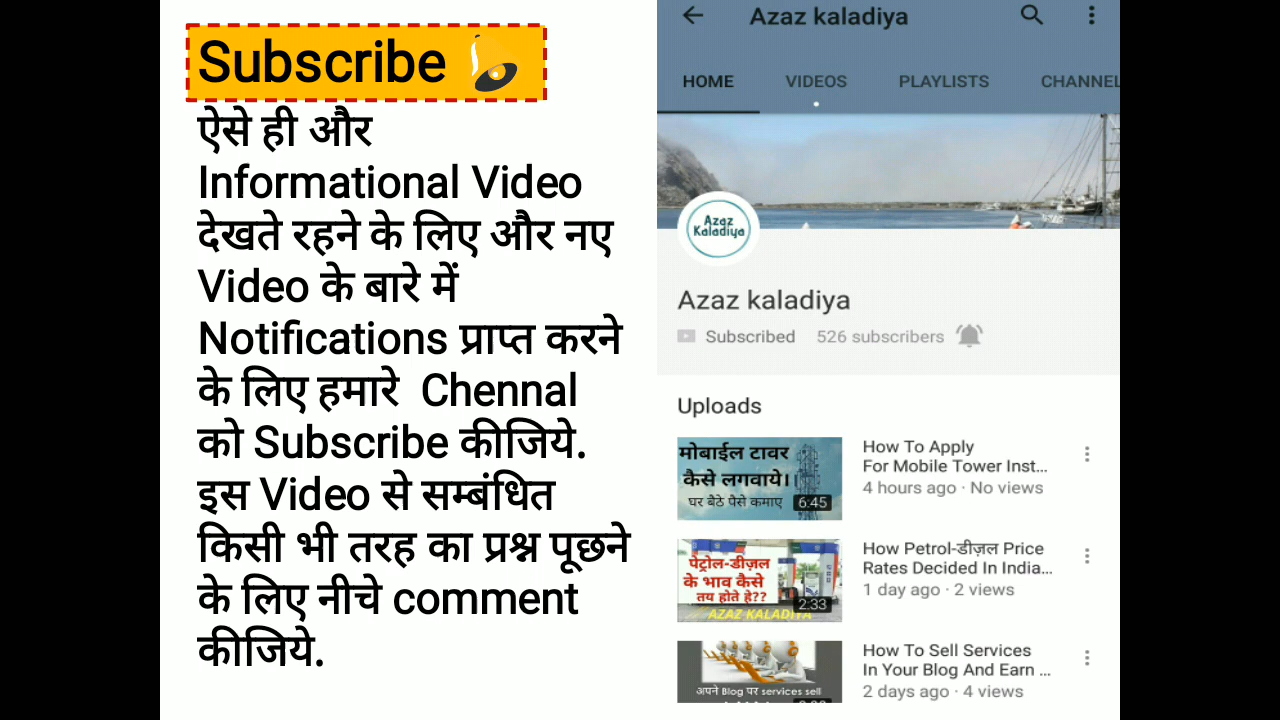 Subscribe
ऐसे ही और
Informational Video
देखते रहने के लिए और नए
Video के बारे में
Notifications प्राप्त करने
के लिए हमारे Chennal
को Subscribe कीजिये.
इस Video से सम्बंधित
किसी भी तरह का प्रश्न पूछने
के लिए नीचे comment
कीजिये.
Azaz kaladiya
HOME VIDEOS PLAYLISTS CHANNEL
Azaz
Kaladiya
Azaz kaladiya
Subscribed 526 subscribers
Uploads
मोबाईल टावर
कैसे लगवाये।
घर बैठे पैसे कमाए
6:45
How To Apply
For Mobile Tower Inst...
4 hours ago · No views
पेट्रोल-डीज़ल
के भाव कैसे
तय होते हे??
2:33
AZAZ KALADIYA
How Petrol-डीज़ल Price
Rates Decided In India...
1 day ago · 2 views
अपने Blog पर services sell
How To Sell Services
In Your Blog And Earn ...
2 days ago · 4 views